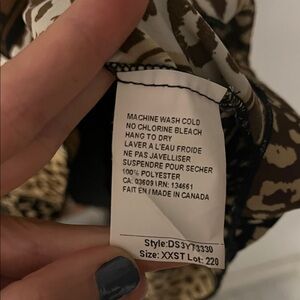 MACHINE WASH COLD
NO CHLORINE BLEACH
HANG TO DRY
LAVER A L'EAU FROIDE
NE PAS JAVELLISER
SUSPENDRE POUR SECHER
100% POLYESTER
CA: 03609 IRN: 134661
FAIT EN / MADE IN CANADA
Style:DS3YT3330
Size: XXST Lot: 220